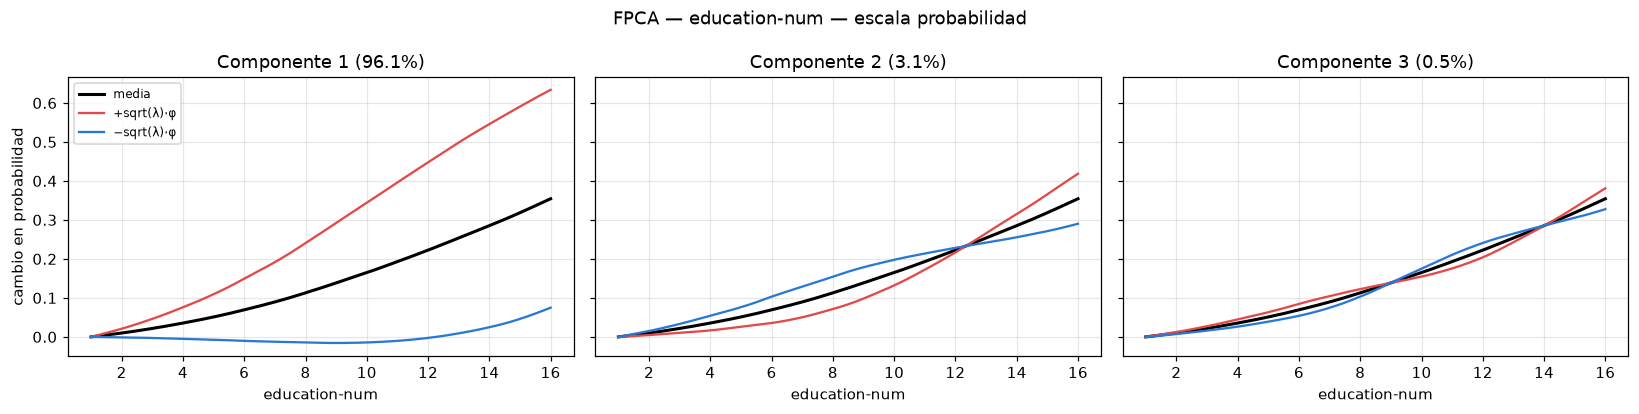 FPCA — education-num — escala probabilidad
Componente 1 (96.1%)
Componente 2 (3.1%)
Componente 3 (0.5%)
media
+sqrt(λ)·φ
−sqrt(λ)·φ
cambio en probabilidad
0.6
0.5
0.4
0.3
0.2
0.1
0.0
2 4 6 8 10 12 14 16
2 4 6 8 10 12 14 16
2 4 6 8 10 12 14 16
education-num
education-num
education-num